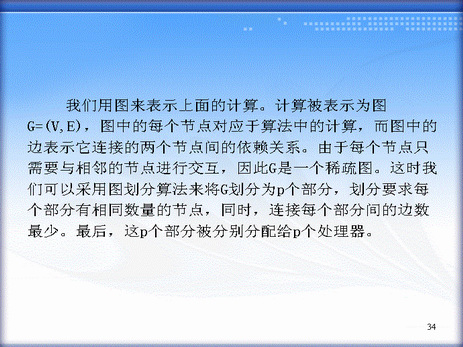 我们用图来表示上面的计算。计算被表示为图
G=(V,E)，图中的每个节点对应于算法中的计算，而图中的
边表示它连接的两个节点间的依赖关系。由于每个节点只
需要与相邻的节点进行交互，因此G是一个稀疏图。这时我
们可以采用图划分算法来将G划分为p个部分，划分要求每
个部分有相同数量的节点，同时，连接每个部分间的边数
最少。最后，这p个部分被分别分配给p个处理器。
34